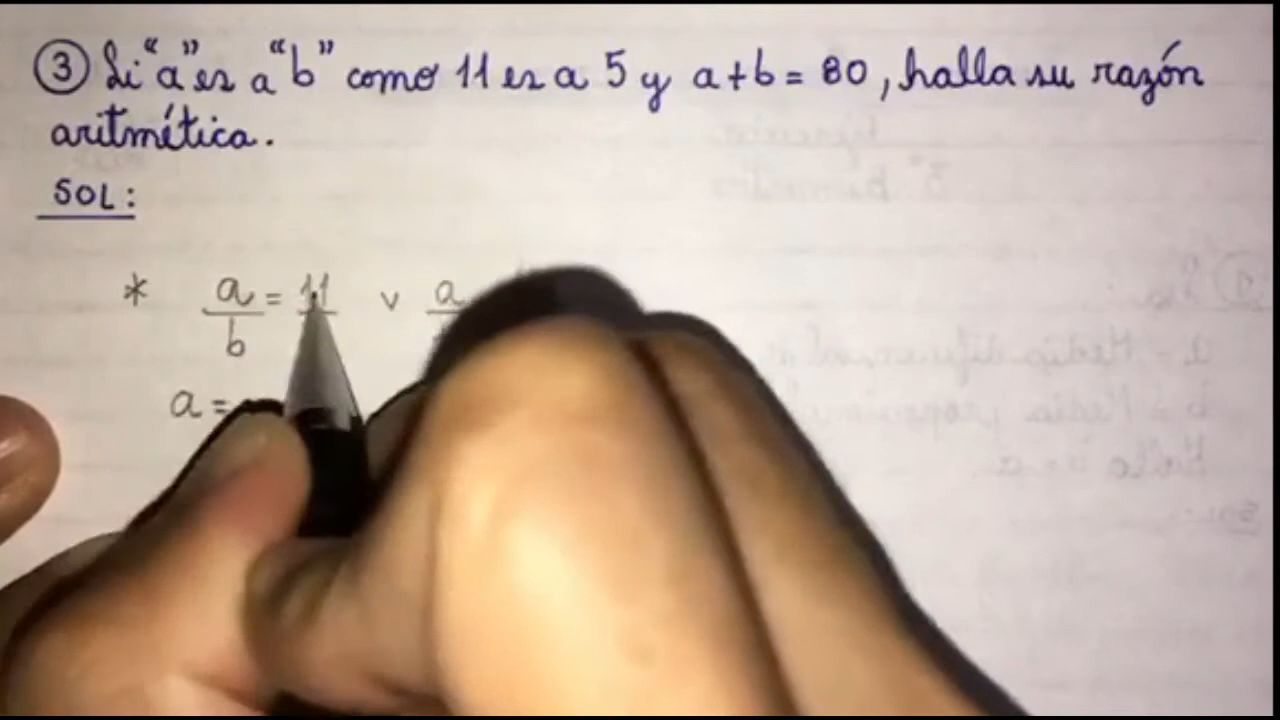 ③ Si "a" es a "b" como 11 es a 5 y a + b = 80, halla su razón
aritmética.
SOL:
* a/b = 11 v a
a =